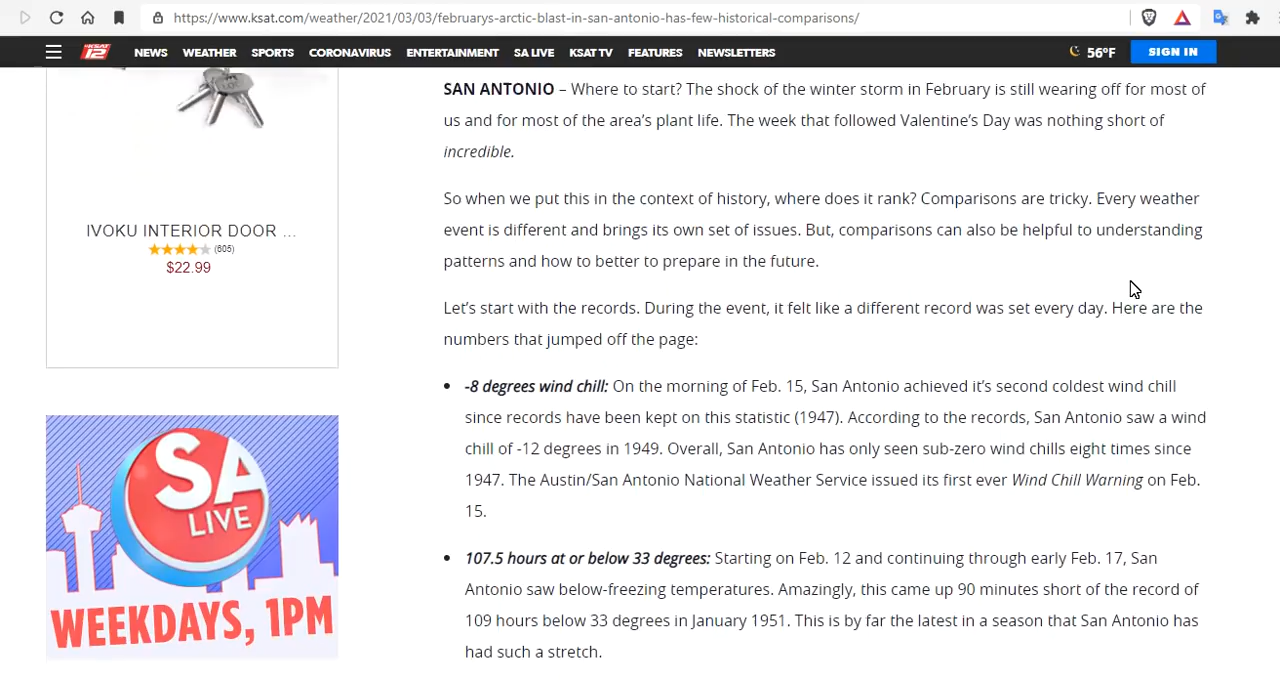 https://www.ksat.com/weather/2021/03/03/februarys-arctic-blast-in-san-antonio-has-few-historical-comparisons/
KSAT 12 NEWS WEATHER SPORTS CORONAVIRUS ENTERTAINMENT SA LIVE KSAT TV FEATURES NEWSLETTERS 56°F SIGN IN
IVOKU INTERIOR DOOR ...
(605)
$22.99
SA
LIVE
WEEKDAYS, 1PM
SAN ANTONIO – Where to start? The shock of the winter storm in February is still wearing off for most of
us and for most of the area's plant life. The week that followed Valentine's Day was nothing short of
incredible.
So when we put this in the context of history, where does it rank? Comparisons are tricky. Every weather
event is different and brings its own set of issues. But, comparisons can also be helpful to understanding
patterns and how to better to prepare in the future.
Let's start with the records. During the event, it felt like a different record was set every day. Here are the
numbers that jumped off the page:
• -8 degrees wind chill: On the morning of Feb. 15, San Antonio achieved it's second coldest wind chill
since records have been kept on this statistic (1947). According to the records, San Antonio saw a wind
chill of -12 degrees in 1949. Overall, San Antonio has only seen sub-zero wind chills eight times since
1947. The Austin/San Antonio National Weather Service issued its first ever Wind Chill Warning on Feb.
15.
• 107.5 hours at or below 33 degrees: Starting on Feb. 12 and continuing through early Feb. 17, San
Antonio saw below-freezing temperatures. Amazingly, this came up 90 minutes short of the record of
109 hours below 33 degrees in January 1951. This is by far the latest in a season that San Antonio has
had such a stretch.